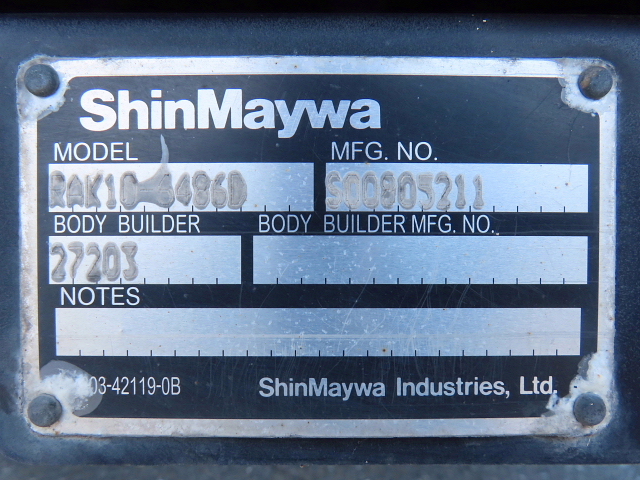 ShinMaywa
MODEL MFG. NO.
RAK10-4486D S00805211
BODY BUILDER BODY BUILDER MFG. NO.
27203
NOTES
03-42119-0B ShinMaywa Industries, Ltd.